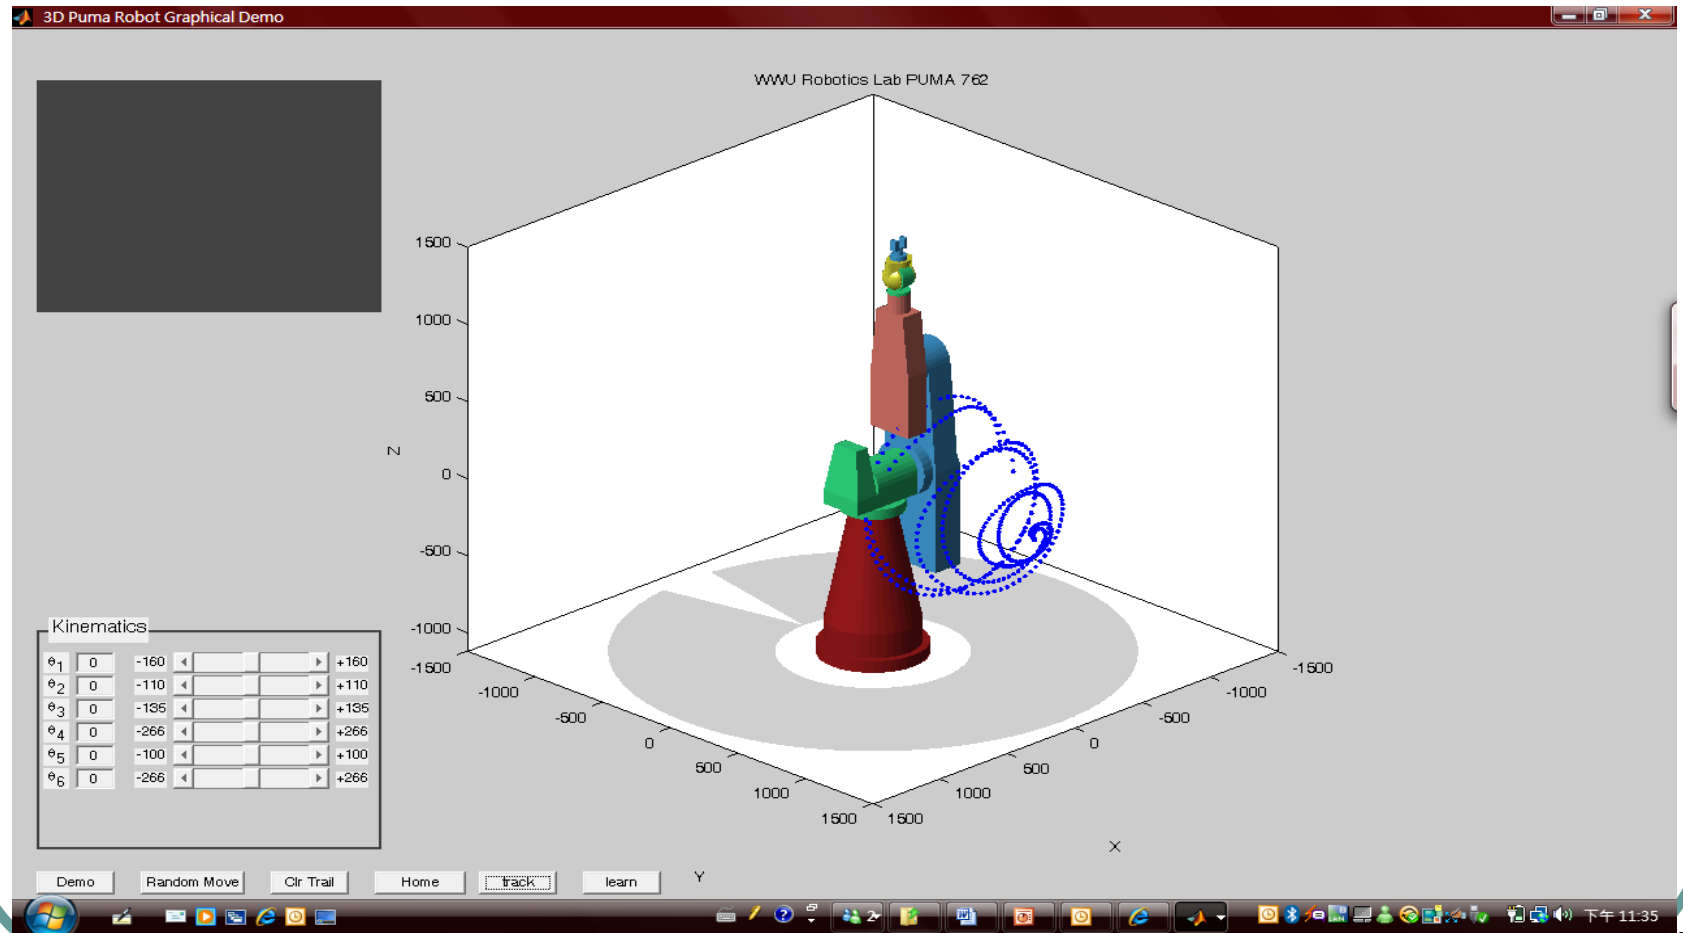 3D Puma Robot Graphical Demo
WWU Robotics Lab PUMA 762
1500
1000
500
Z
0
-500
-1000
-1500
-1000
-500
0
500
1000
1500
Y
-1500
-1000
-500
0
500
1000
1500
X
Kinematics
θ1 0 -160 +160
θ2 0 -110 +110
θ3 0 -135 +135
θ4 0 -266 +266
θ5 0 -100 +100
θ6 0 -266 +266
Demo Random Move Clr Trail Home track learn
2
下午 11:35